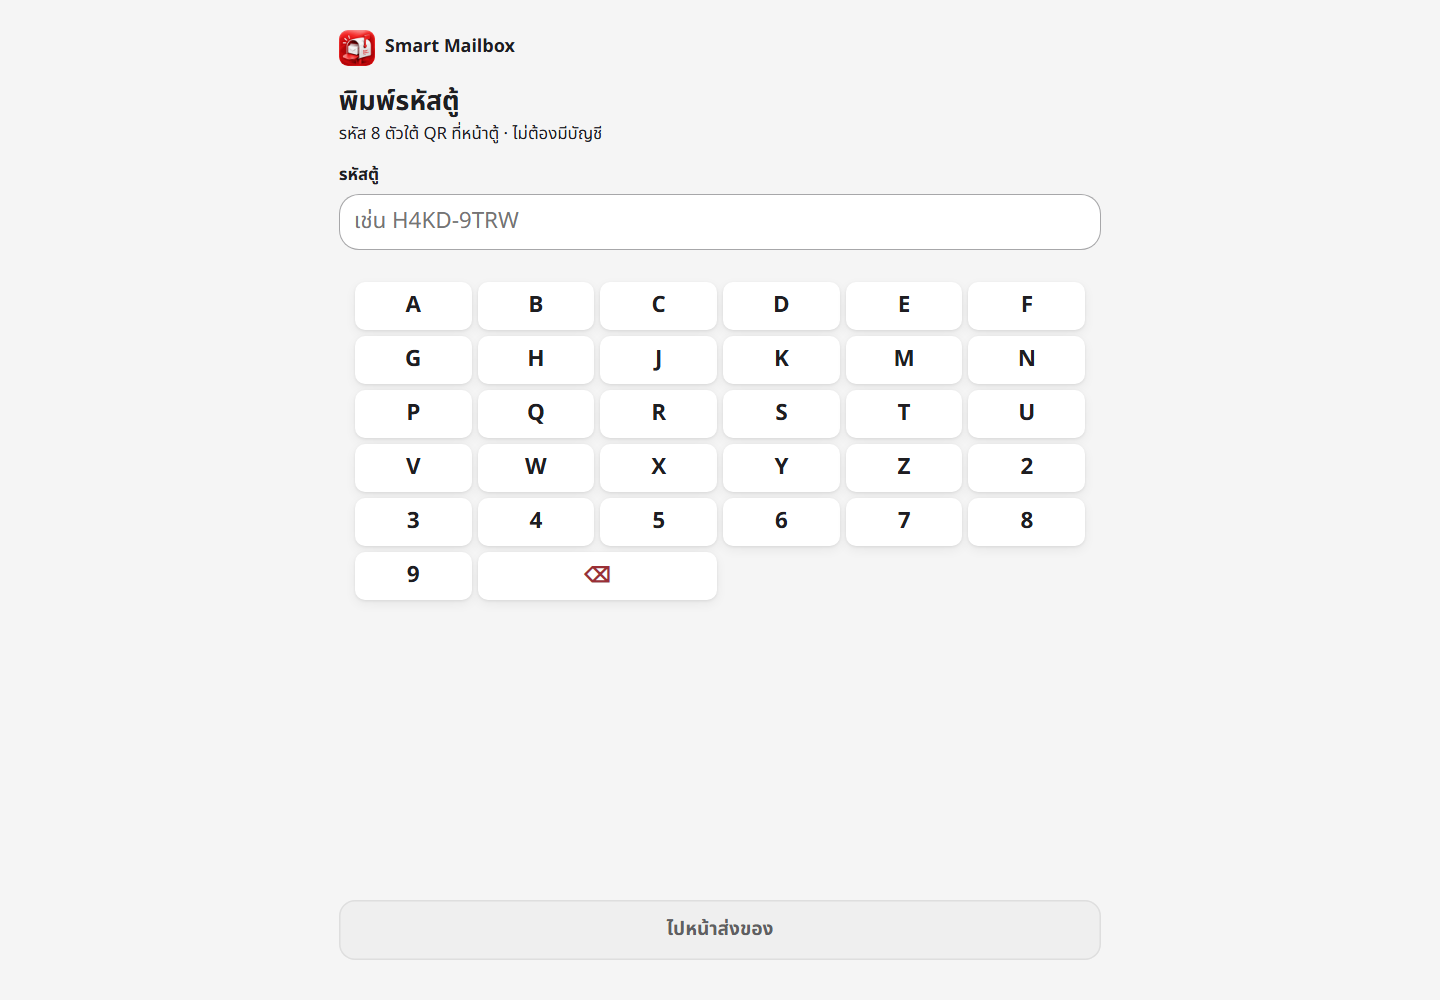 Smart Mailbox
พิมพ์รหัสตู้
รหัส 8 ตัวใต้ QR ที่หน้าตู้ · ไม่ต้องมีบัญชี
รหัสตู้
เช่น H4KD-9TRW
A B C D E F
G H J K M N
P Q R S T U
V W X Y Z 2
3 4 5 6 7 8
9 ⌫
ไปหน้าส่งของ